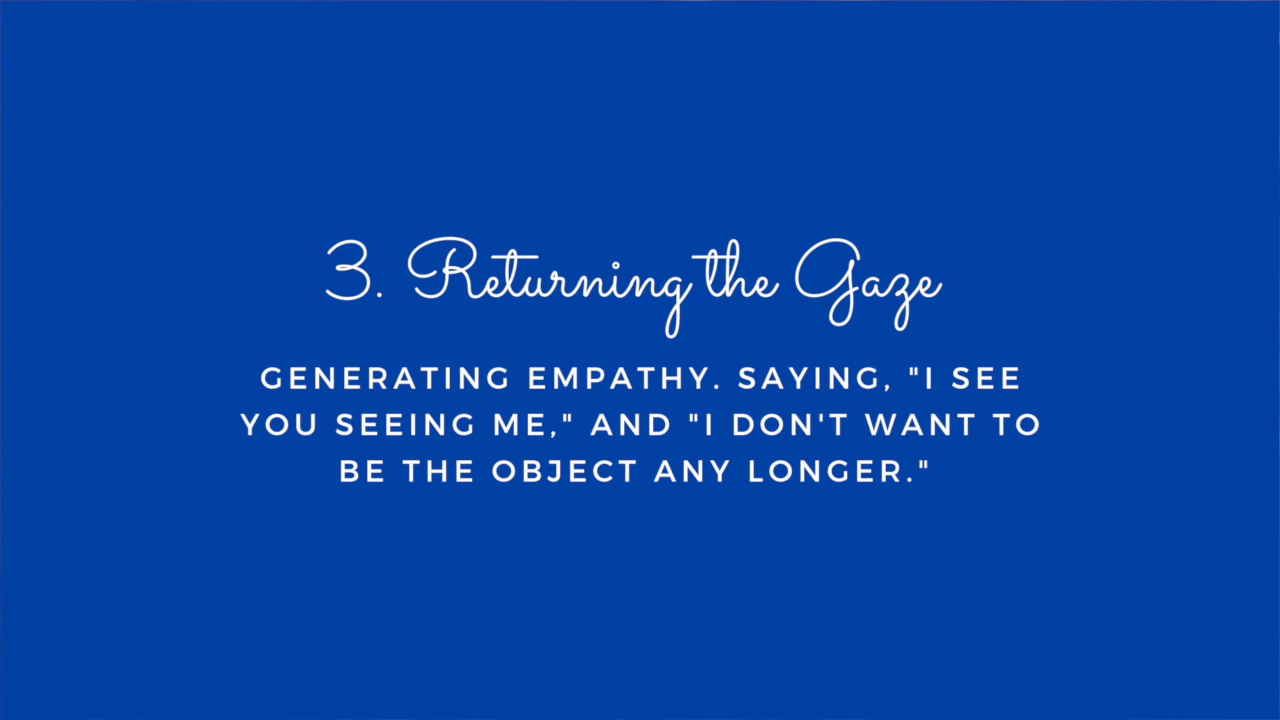 3. Returning the Gaze
GENERATING EMPATHY. SAYING, "I SEE
YOU SEEING ME," AND "I DON'T WANT TO
BE THE OBJECT ANY LONGER."